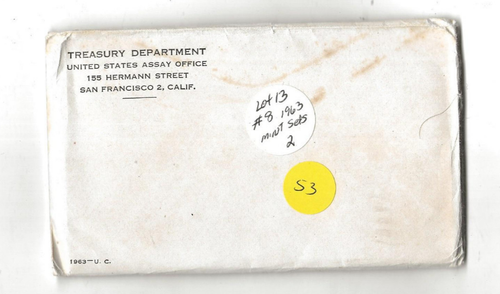 TREASURY DEPARTMENT
UNITED STATES ASSAY OFFICE
155 HERMANN STREET
SAN FRANCISCO 2, CALIF.
Lot 13
#8 1963
MINT Sets
2
S3
1963—U. C.